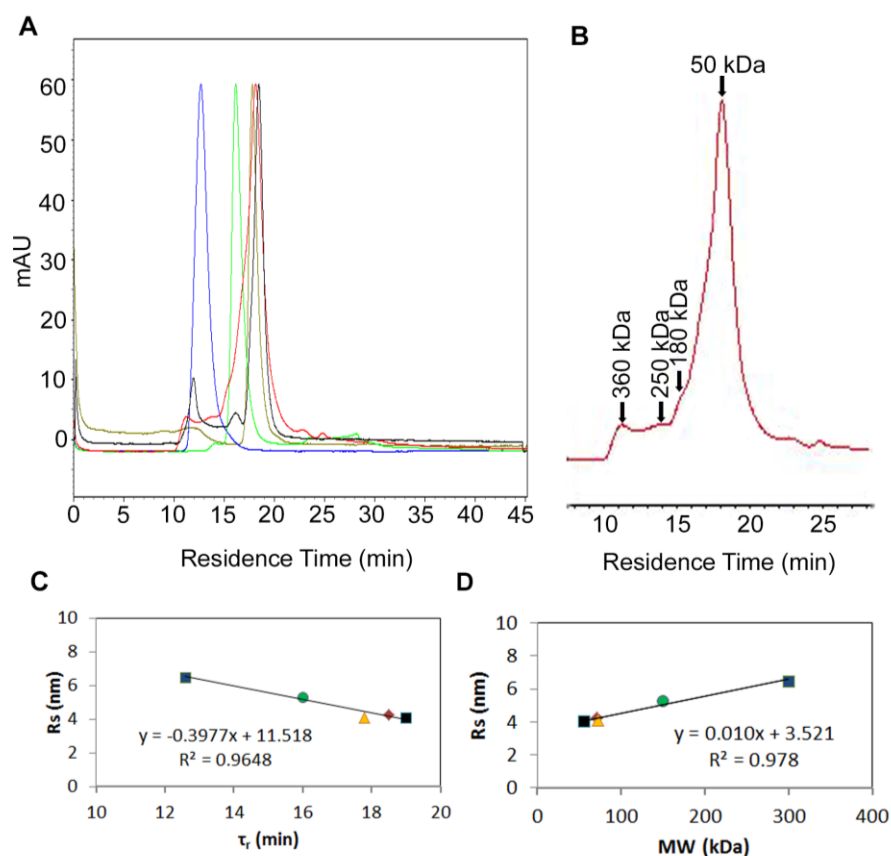 A
60
50
40
30
20
10
0
mAU
0 5 10 15 20 25 30 35 40 45
Residence Time (min)
B
50 kDa
360 kDa
250 kDa
180 kDa
10 15 20 25
Residence Time (min)
C
10
8
6
4
2
0
Rs (nm)
y = -0.3977x + 11.518
R² = 0.9648
10 12 14 16 18 20
τr (min)
D
10
8
6
4
2
0
Rs (nm)
y = 0.010x + 3.521
R² = 0.978
0 100 200 300 400
MW (kDa)